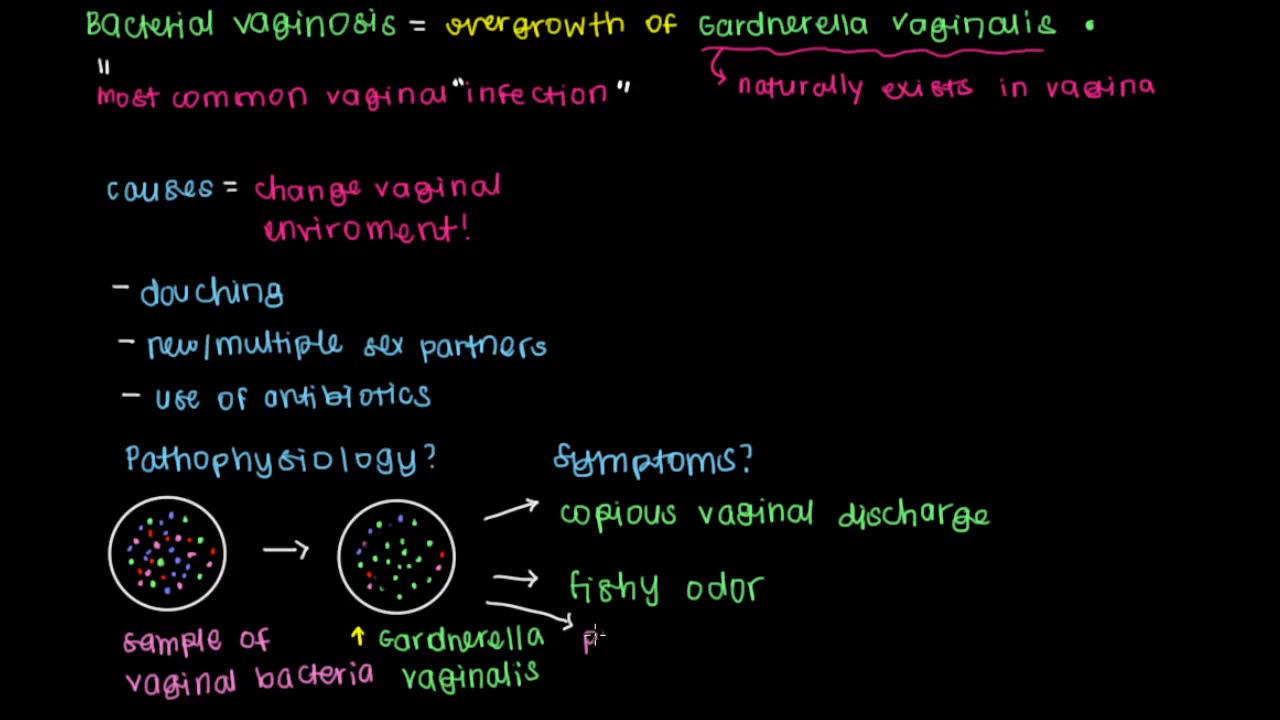 Bacterial vaginosis = overgrowth of Gardnerella vaginalis •
"
most common vaginal "infection"
naturally exists in vagina
causes = change vaginal
enviroment!
- douching
- new/multiple sex partners
- use of antibiotics
Pathophysiology?
Symptoms?
copious vaginal discharge
fishy odor
P
sample of
vaginal bacteria
↑ Gardnerella
vaginalis